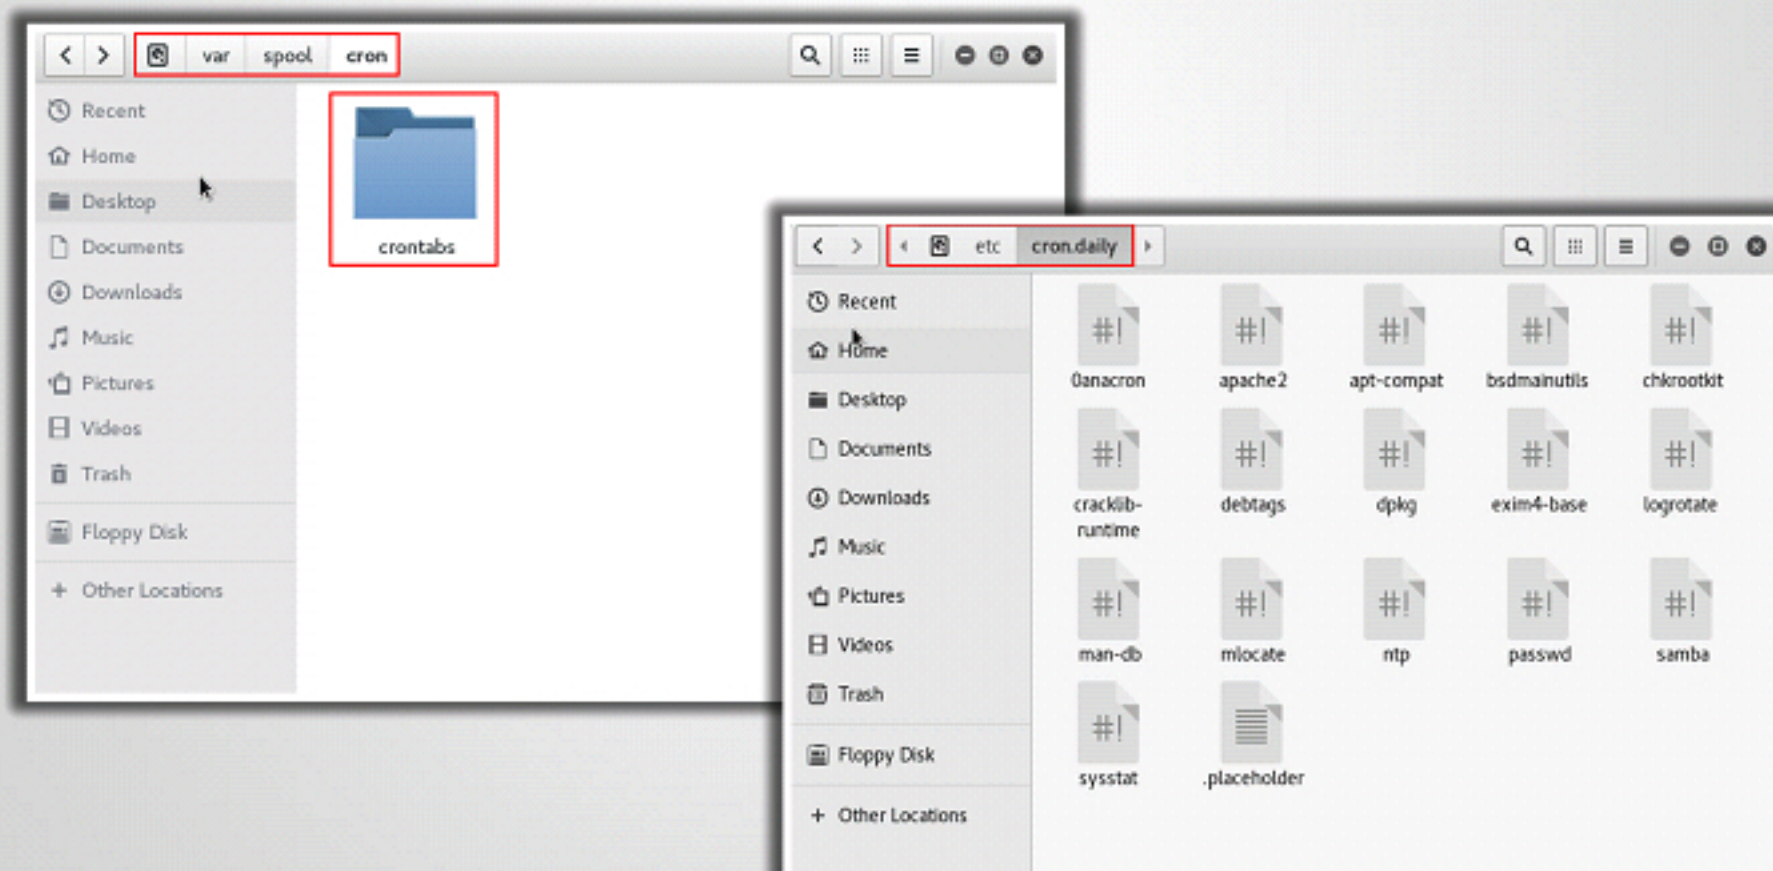 var spool cron
Recent
Home
Desktop
Documents
Downloads
Music
Pictures
Videos
Trash
Floppy Disk
+ Other Locations
crontabs
etc cron.daily
Recent
Home
Desktop
Documents
Downloads
Music
Pictures
Videos
Trash
Floppy Disk
+ Other Locations
#! #! #! #! #!
0anacron apache2 apt-compat bsdmainutils chkrootkit
#! #! #! #! #!
cracklib- debtags dpkg exim4-base logrotate
runtime
#! #! #! #! #!
man-db mlocate ntp passwd samba
#!
sysstat .placeholder